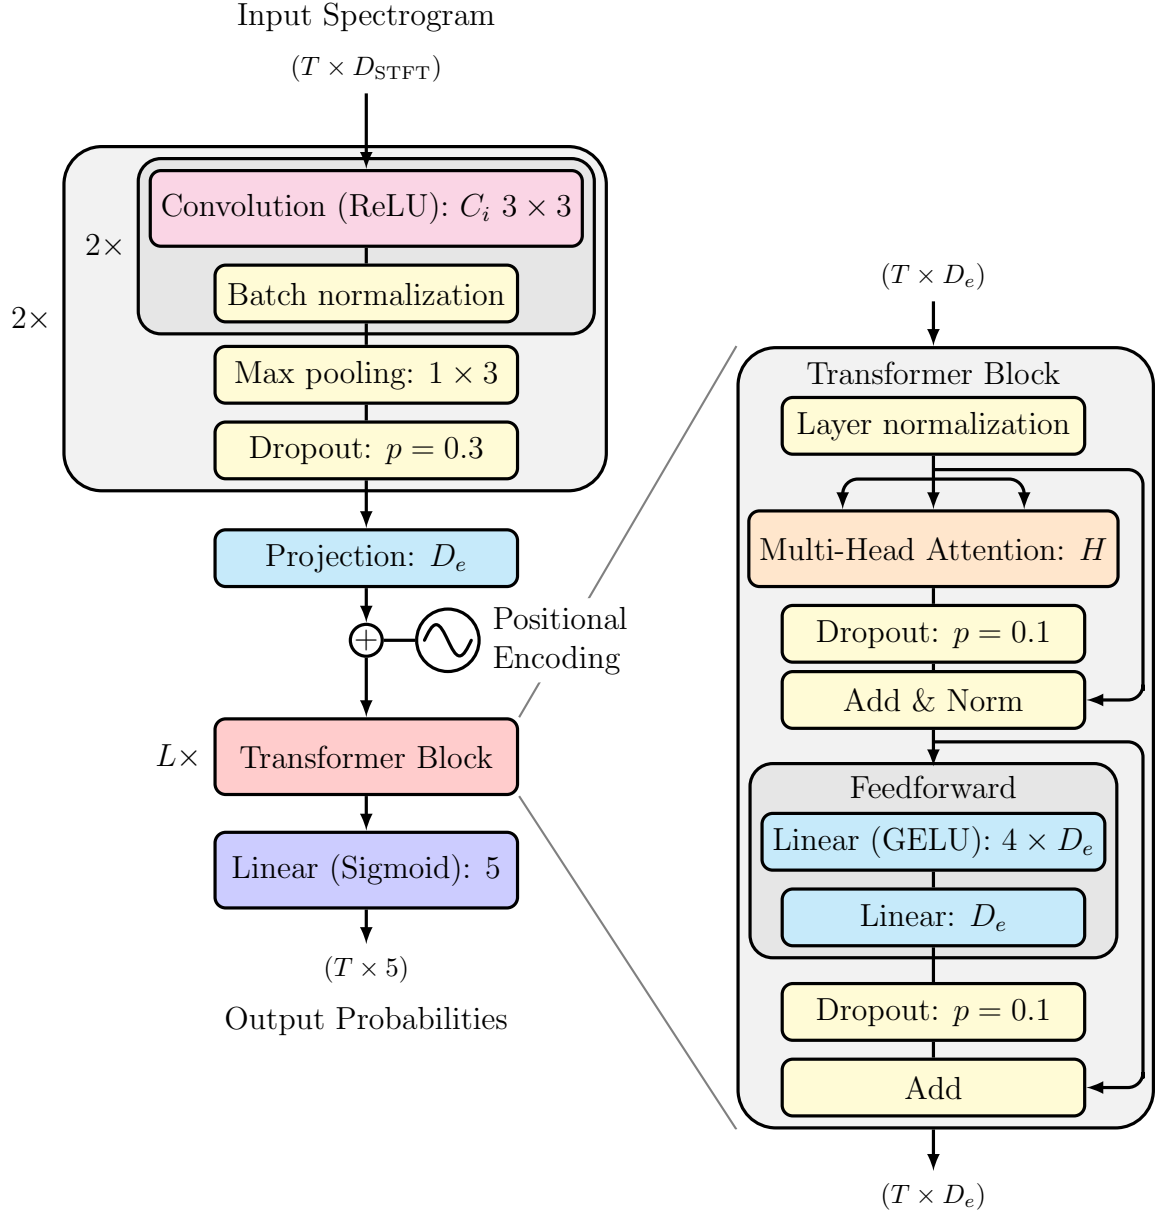 Input Spectrogram
(T × D_STFT)
2×
2×
Convolution (ReLU): C_i 3 × 3
Batch normalization
Max pooling: 1 × 3
Dropout: p = 0.3
Projection: D_e
+
Positional
Encoding
L×
Transformer Block
Linear (Sigmoid): 5
(T × 5)
Output Probabilities
(T × D_e)
Transformer Block
Layer normalization
Multi-Head Attention: H
Dropout: p = 0.1
Add & Norm
Feedforward
Linear (GELU): 4 × D_e
Linear: D_e
Dropout: p = 0.1
Add
(T × D_e)